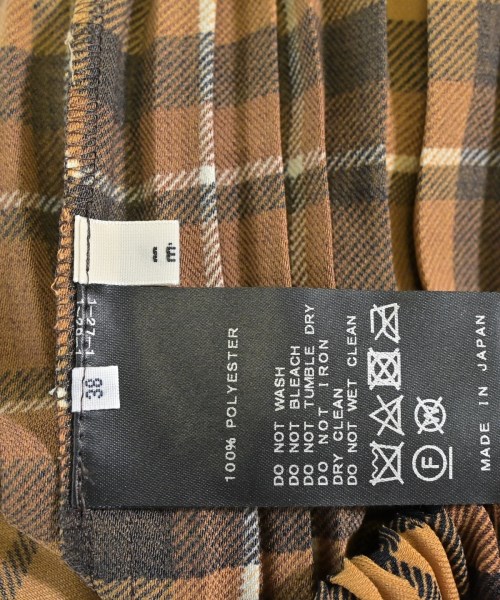 38
100% POLYESTER
DO NOT WASH
DO NOT BLEACH
DO NOT TUMBLE DRY
DO NOT IRON
DRY CLEAN
DO NOT WET CLEAN
F
MADE IN JAPAN